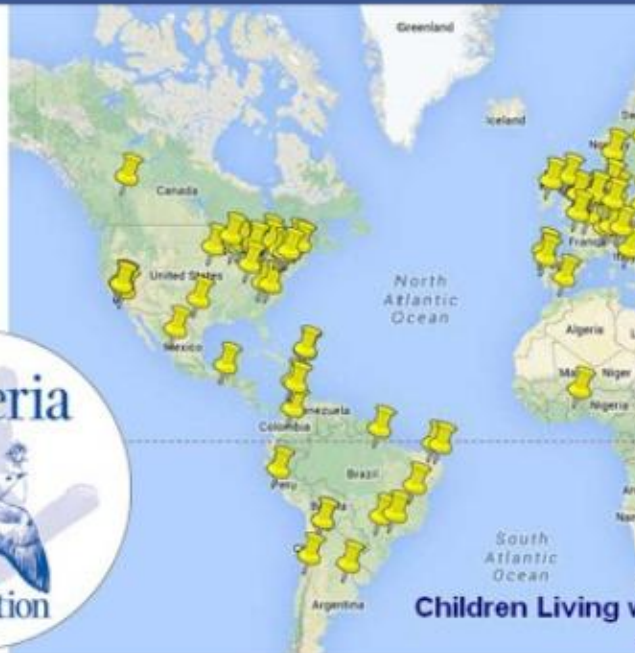 Greenland
Iceland
Canada
United States
North
Atlantic
Ocean
Mexico
Algeria
Niger
Nigeria
eria
Colombia
Peru
Brazil
South
Atlantic
Ocean
tion
Argentina
Children Living w